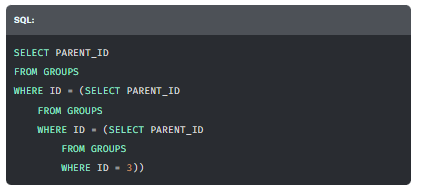 SQL:
SELECT PARENT_ID
FROM GROUPS
WHERE ID = (SELECT PARENT_ID
    FROM GROUPS
    WHERE ID = (SELECT PARENT_ID
        FROM GROUPS
        WHERE ID = 3))